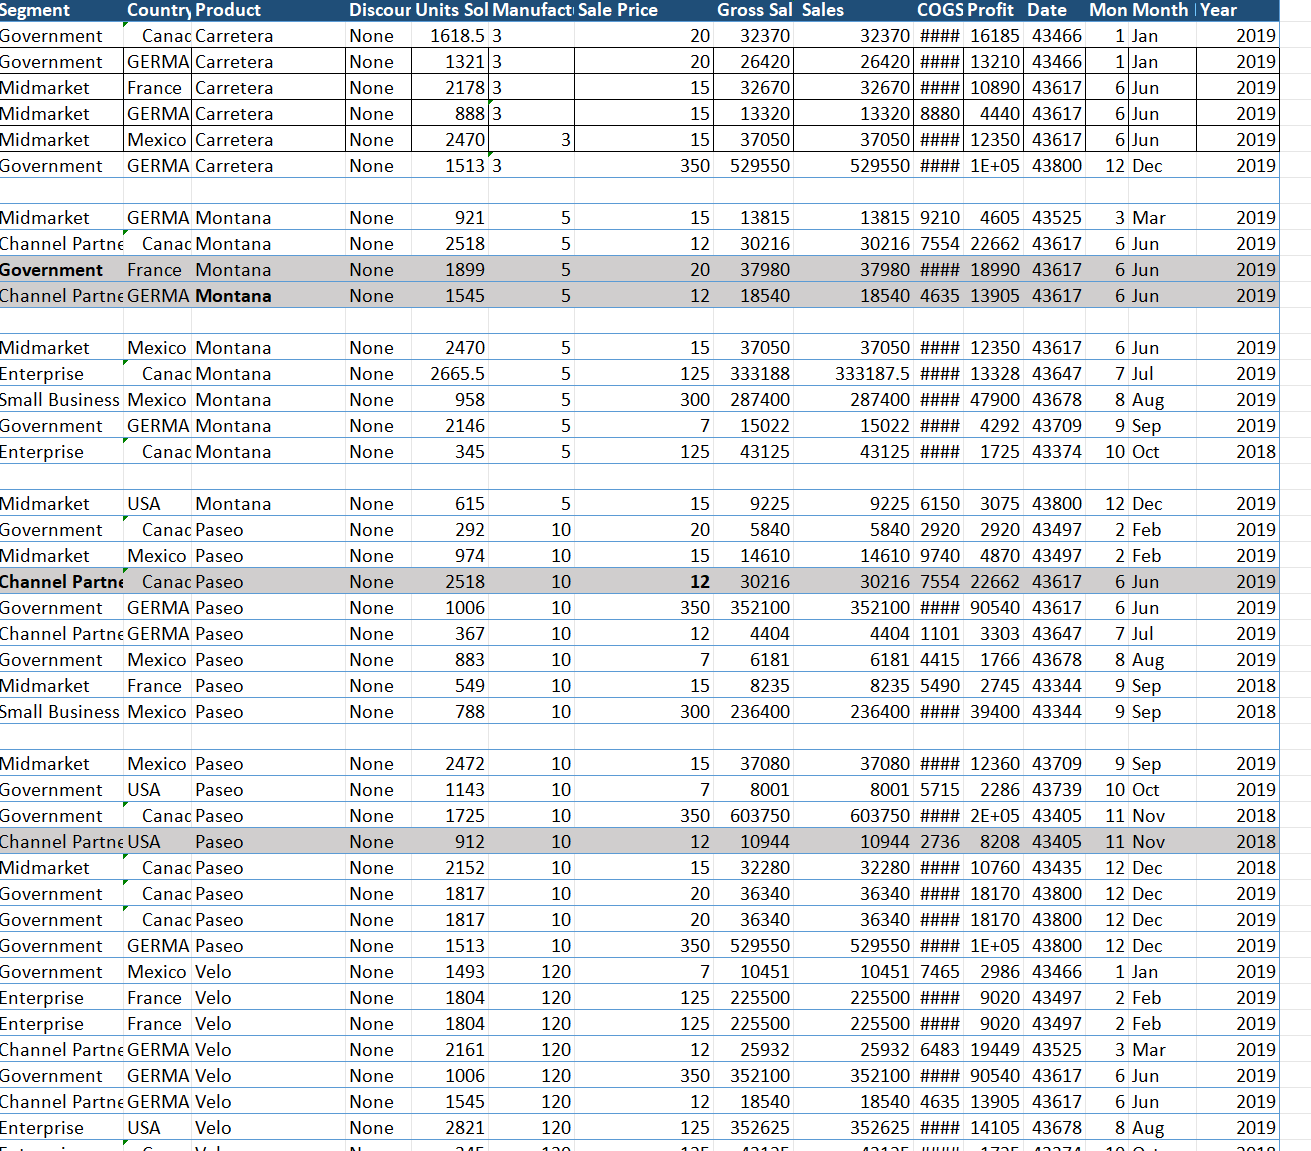 Segment Country Product Discour Units Sol Manufact Sale Price Gross Sal Sales COGS Profit Date Mon Month Year
Government Canac Carretera None 1618.5 3 20 32370 32370 #### 16185 43466 1 Jan 2019
Government GERMA Carretera None 1321 3 20 26420 26420 #### 13210 43466 1 Jan 2019
Midmarket France Carretera None 2178 3 15 32670 32670 #### 10890 43617 6 Jun 2019
Midmarket GERMA Carretera None 888 3 15 13320 13320 8880 4440 43617 6 Jun 2019
Midmarket Mexico Carretera None 2470 3 15 37050 37050 #### 12350 43617 6 Jun 2019
Government GERMA Carretera None 1513 3 350 529550 529550 #### 1E+05 43800 12 Dec 2019
Midmarket GERMA Montana None 921 5 15 13815 13815 9210 4605 43525 3 Mar 2019
Channel Partne Canac Montana None 2518 5 12 30216 30216 7554 22662 43617 6 Jun 2019
Government France Montana None 1899 5 20 37980 37980 #### 18990 43617 6 Jun 2019
Channel Partne GERMA Montana None 1545 5 12 18540 18540 4635 13905 43617 6 Jun 2019
Midmarket Mexico Montana None 2470 5 15 37050 37050 #### 12350 43617 6 Jun 2019
Enterprise Canac Montana None 2665.5 5 125 333188 333187.5 #### 13328 43647 7 Jul 2019
Small Business Mexico Montana None 958 5 300 287400 287400 #### 47900 43678 8 Aug 2019
Government GERMA Montana None 2146 5 7 15022 15022 #### 4292 43709 9 Sep 2019
Enterprise Canac Montana None 345 5 125 43125 43125 #### 1725 43374 10 Oct 2018
Midmarket USA Montana None 615 5 15 9225 9225 6150 3075 43800 12 Dec 2019
Government Canac Paseo None 292 10 20 5840 5840 2920 2920 43497 2 Feb 2019
Midmarket Mexico Paseo None 974 10 15 14610 14610 9740 4870 43497 2 Feb 2019
Channel Partne Canac Paseo None 2518 10 12 30216 30216 7554 22662 43617 6 Jun 2019
Government GERMA Paseo None 1006 10 350 352100 352100 #### 90540 43617 6 Jun 2019
Channel Partne GERMA Paseo None 367 10 12 4404 4404 1101 3303 43647 7 Jul 2019
Government Mexico Paseo None 883 10 7 6181 6181 4415 1766 43678 8 Aug 2019
Midmarket France Paseo None 549 10 15 8235 8235 5490 2745 43344 9 Sep 2018
Small Business Mexico Paseo None 788 10 300 236400 236400 #### 39400 43344 9 Sep 2018
Midmarket Mexico Paseo None 2472 10 15 37080 37080 #### 12360 43709 9 Sep 2019
Government USA Paseo None 1143 10 7 8001 8001 5715 2286 43739 10 Oct 2019
Government Canac Paseo None 1725 10 350 603750 603750 #### 2E+05 43405 11 Nov 2018
Channel Partne USA Paseo None 912 10 12 10944 10944 2736 8208 43405 11 Nov 2018
Midmarket Canac Paseo None 2152 10 15 32280 32280 #### 10760 43435 12 Dec 2018
Government Canac Paseo None 1817 10 20 36340 36340 #### 18170 43800 12 Dec 2019
Government Canac Paseo None 1817 10 20 36340 36340 #### 18170 43800 12 Dec 2019
Government GERMA Paseo None 1513 10 350 529550 529550 #### 1E+05 43800 12 Dec 2019
Government Mexico Velo None 1493 120 7 10451 10451 7465 2986 43466 1 Jan 2019
Enterprise France Velo None 1804 120 125 225500 225500 #### 9020 43497 2 Feb 2019
Enterprise France Velo None 1804 120 125 225500 225500 #### 9020 43497 2 Feb 2019
Channel Partne GERMA Velo None 2161 120 12 25932 25932 6483 19449 43525 3 Mar 2019
Government GERMA Velo None 1006 120 350 352100 352100 #### 90540 43617 6 Jun 2019
Channel Partne GERMA Velo None 1545 120 12 18540 18540 4635 13905 43617 6 Jun 2019
Enterprise USA Velo None 2821 120 125 352625 352625 #### 14105 43678 8 Aug 2019